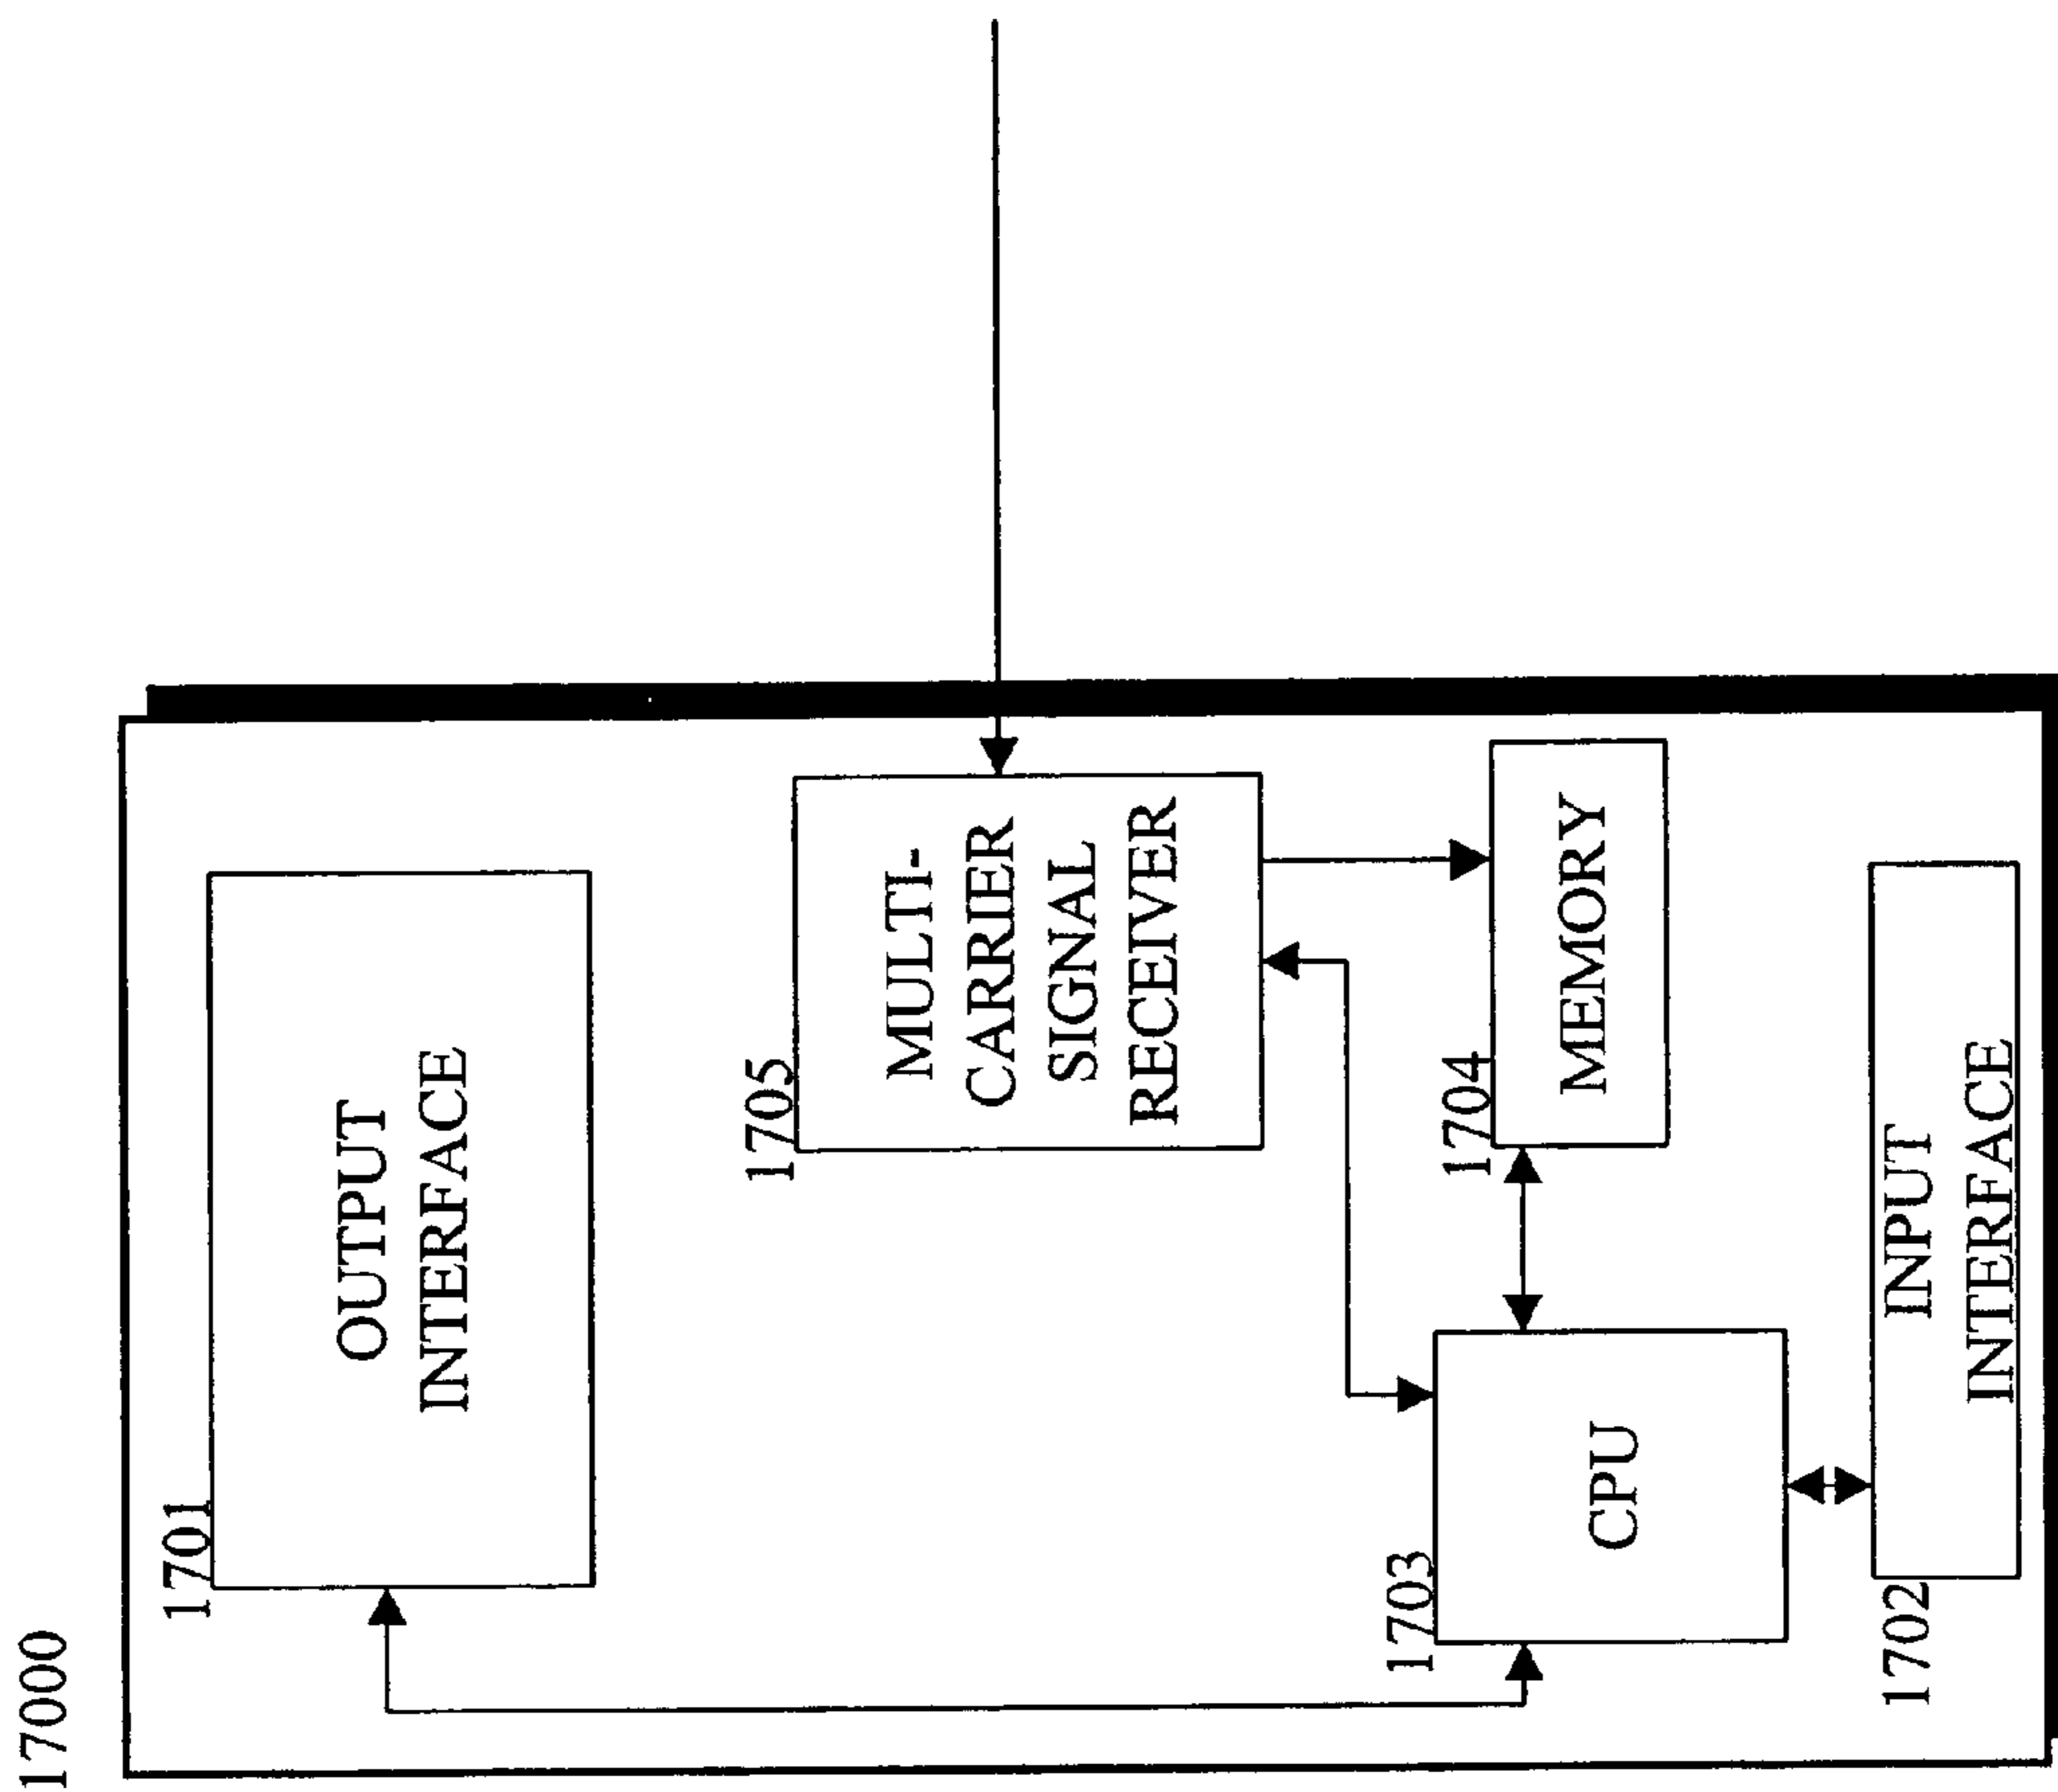 17000
1701
OUTPUT
INTERFACE
1705
MULTI-
CARRIER
SIGNAL
RECEIVER
1703
CPU
1704
MEMORY
1702
INPUT
INTERFACE